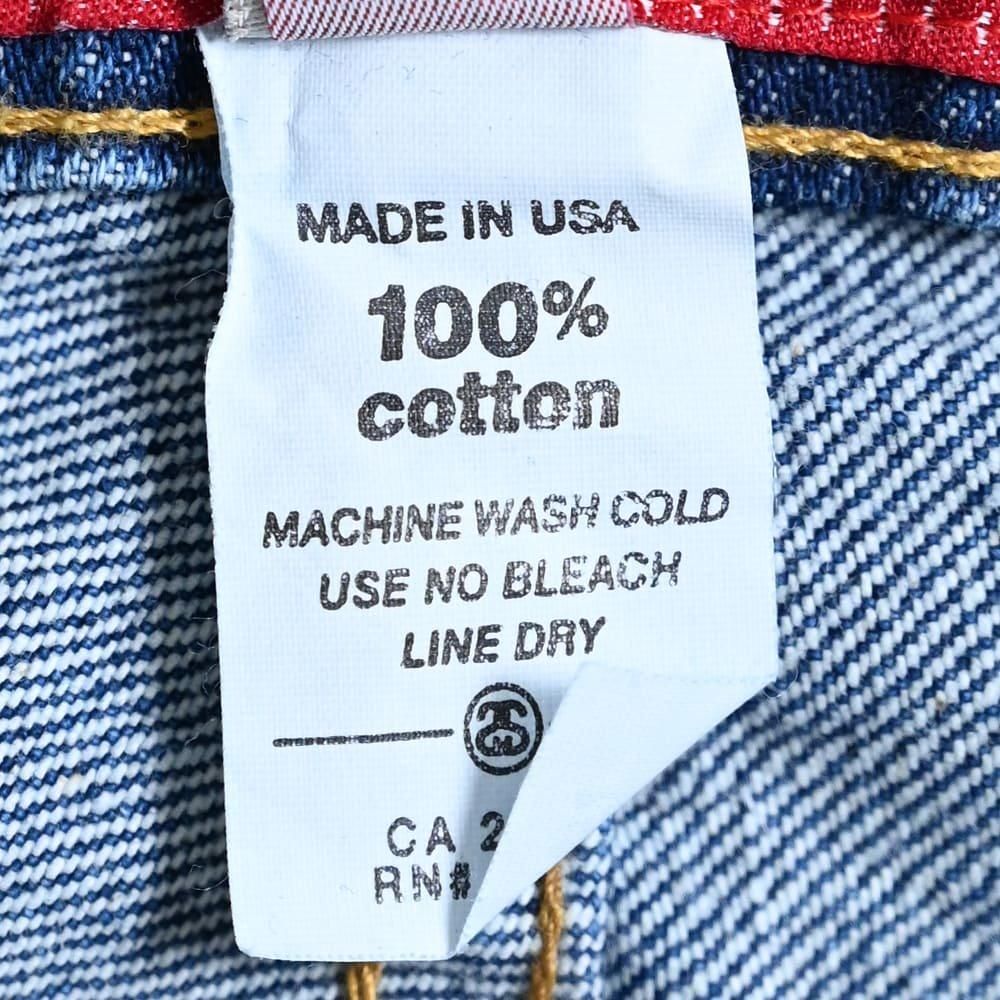 MADE IN USA
100%
cotton
MACHINE WASH COLD
USE NO BLEACH
LINE DRY
CA 2
RN#